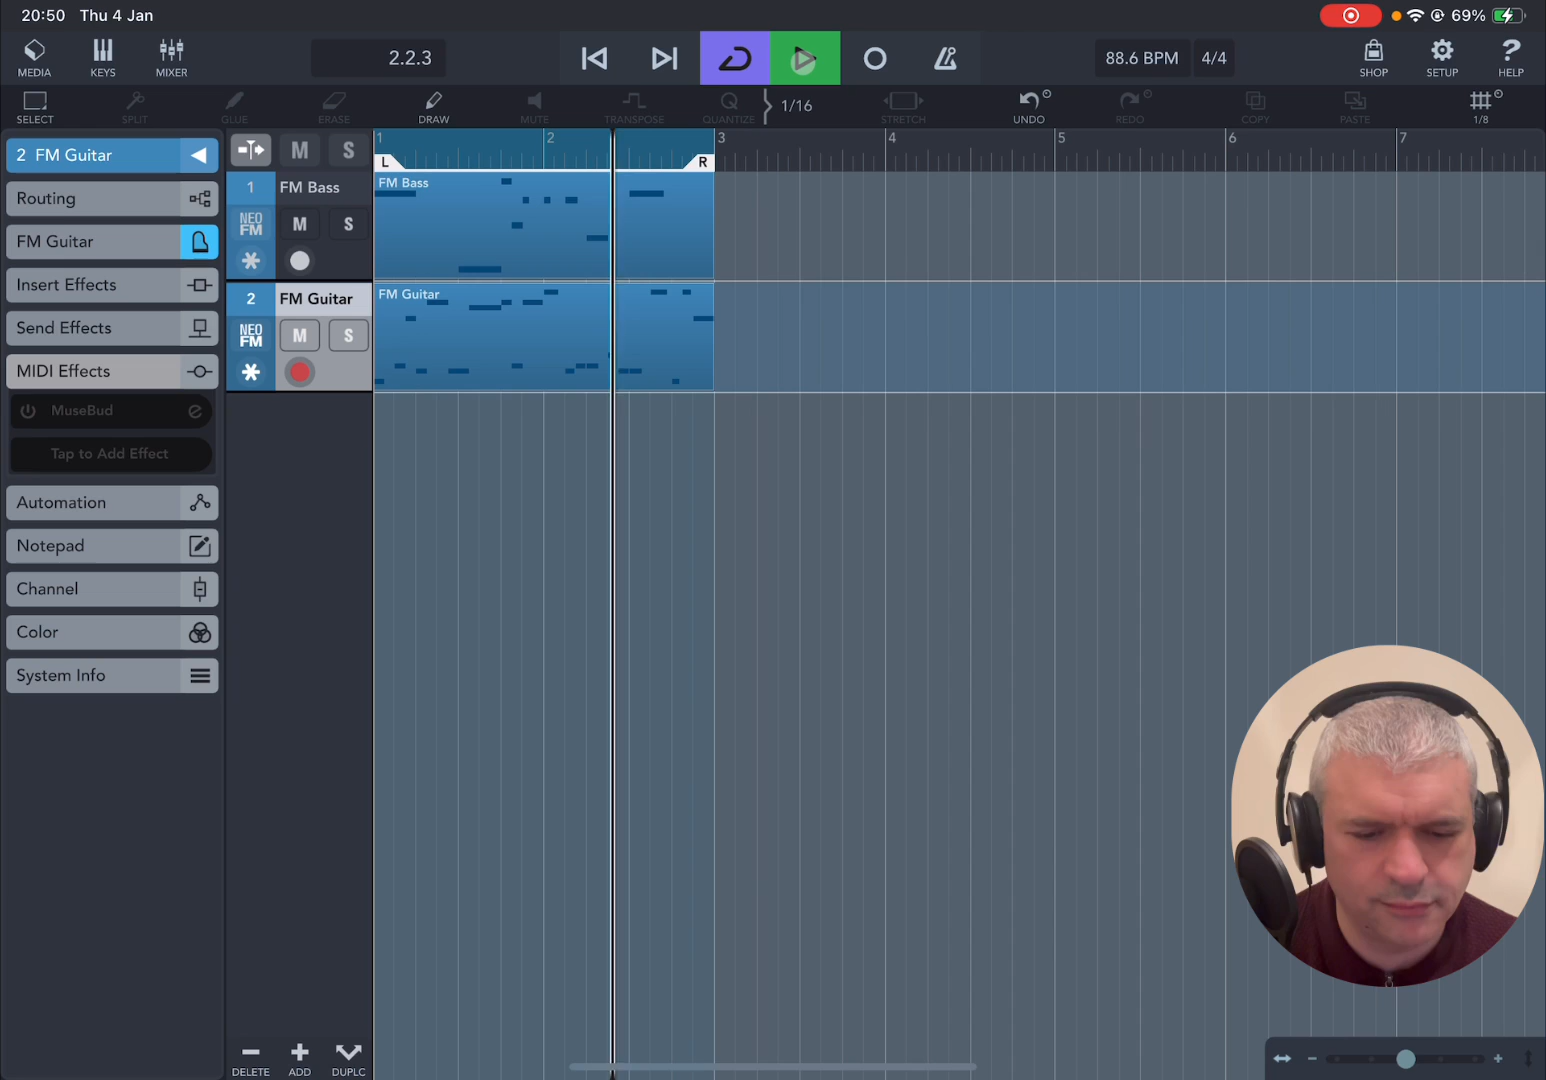 20:50 Thu 4 Jan
69%
MEDIA
KEYS
MIXER
2.2.3
88.6 BPM
4/4
SHOP
SETUP
?
HELP
SELECT
SPLIT
GLUE
ERASE
DRAW
MUTE
TRANSPOSE
QUANTIZE
1/16
STRETCH
UNDO
REDO
COPY
PASTE
1/8
2 FM Guitar
Routing
FM Guitar
Insert Effects
Send Effects
MIDI Effects
MuseBud
Tap to Add Effect
Automation
Notepad
Channel
Color
System Info
M S
1 2 3 4 5 6 7
L R
1 FM Bass
NEO FM
M S
FM Bass
2 FM Guitar
NEO FM
M S
FM Guitar
DELETE
ADD
DUPLC